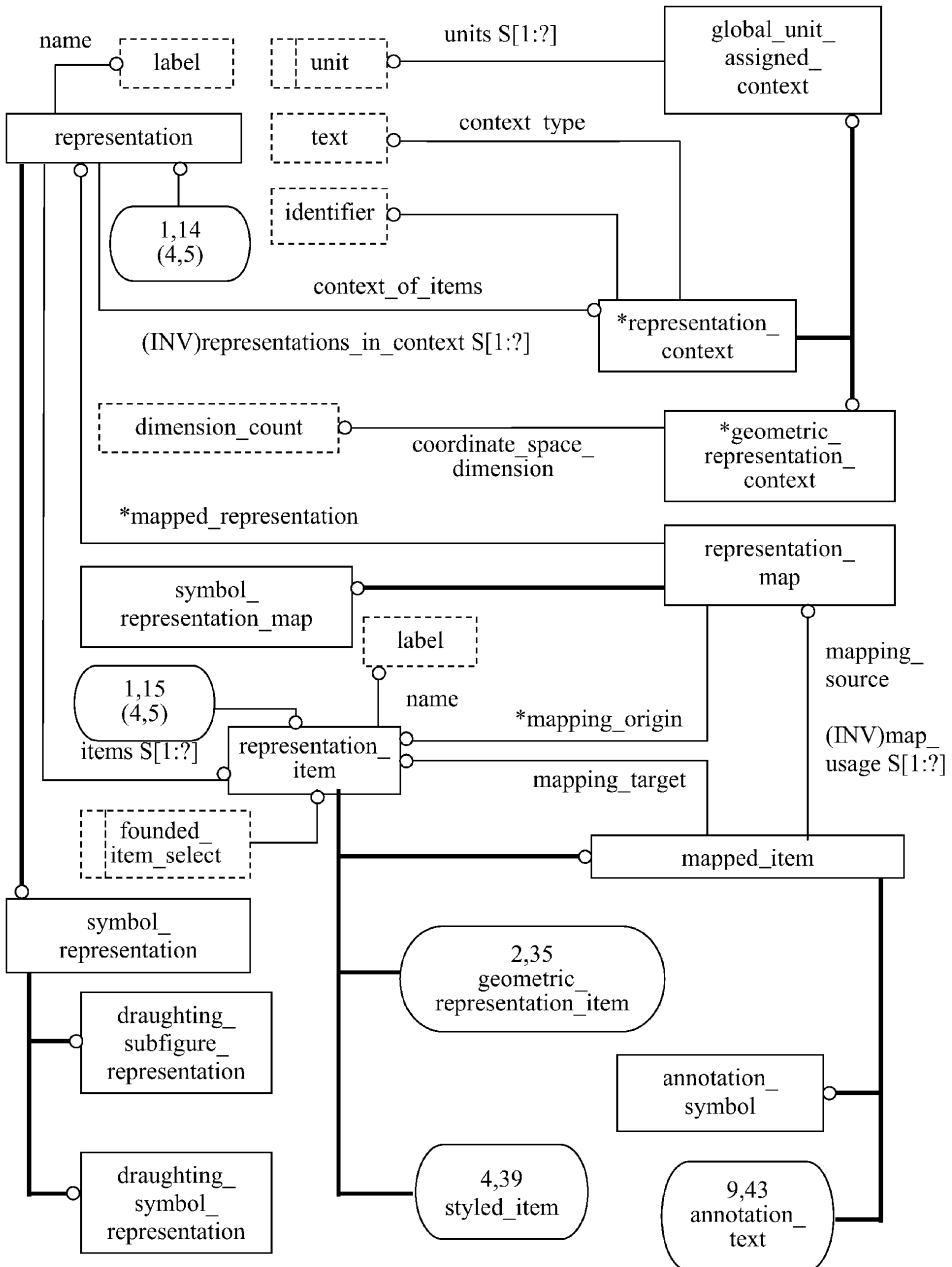 name
label
unit
units S[1:?]
global_unit_
assigned_
context
representation
text
context_type
1,14
(4,5)
identifier
context_of_items
*representation_
context
(INV)representations_in_context S[1:?]
dimension_count
coordinate_space_
dimension
*geometric_
representation_
context
*mapped_representation
representation_
map
symbol_
representation_map
label
name
mapping_
source
1,15
(4,5)
items S[1:?]
representation_
item
*mapping_origin
mapping_target
(INV)map_
usage S[1:?]
founded_
item_select
mapped_item
symbol_
representation
2,35
geometric_
representation_item
draughting_
subfigure_
representation
annotation_
symbol
draughting_
symbol_
representation
4,39
styled_item
9,43
annotation_
text